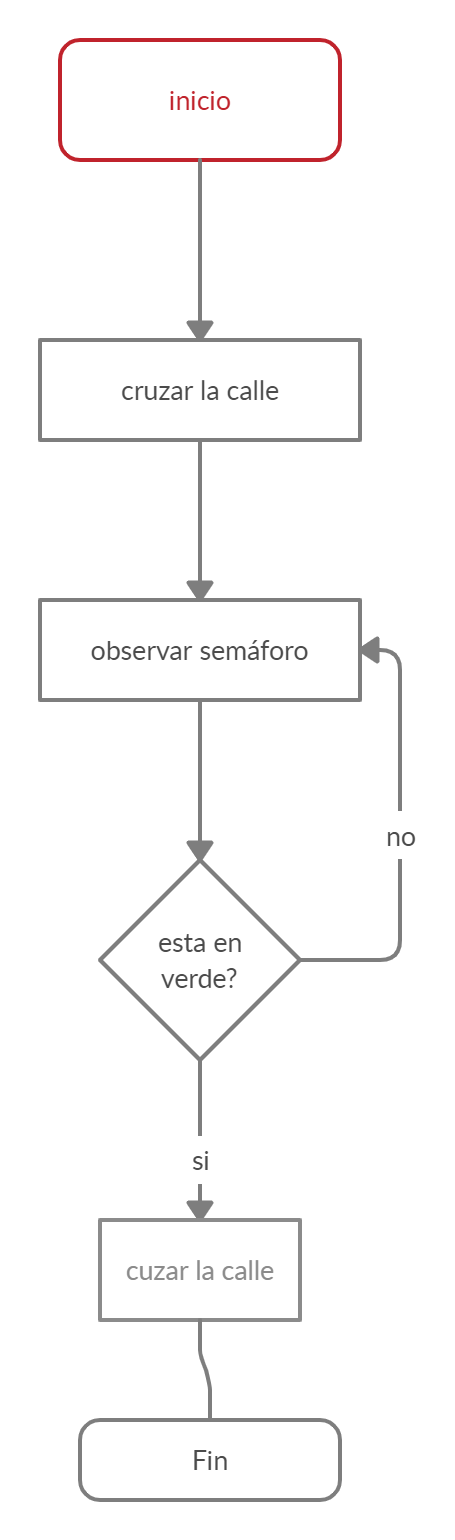 inicio
cruzar la calle
observar semáforo
esta en
verde?
no
si
cuzar la calle
Fin